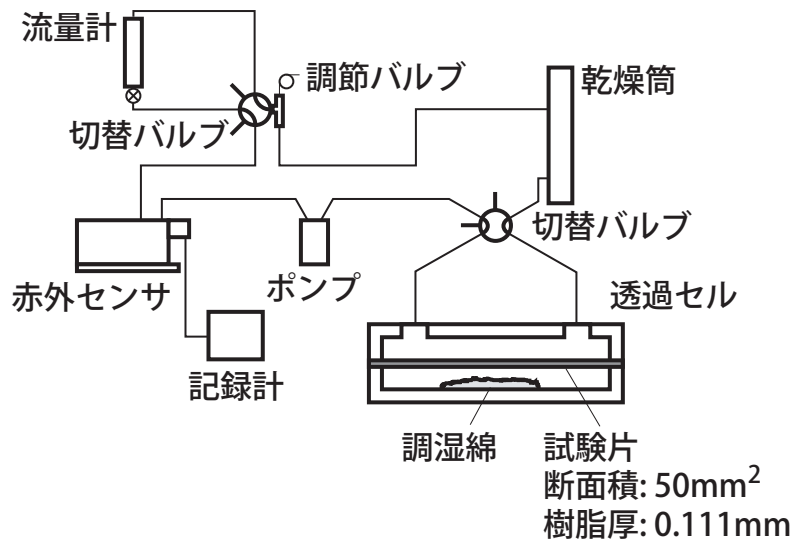 流量計
調節バルブ
乾燥筒
切替バルブ
切替バルブ
ポンプ
赤外センサ
透過セル
記録計
調湿綿
試験片
断面積: 50mm²
樹脂厚: 0.111mm